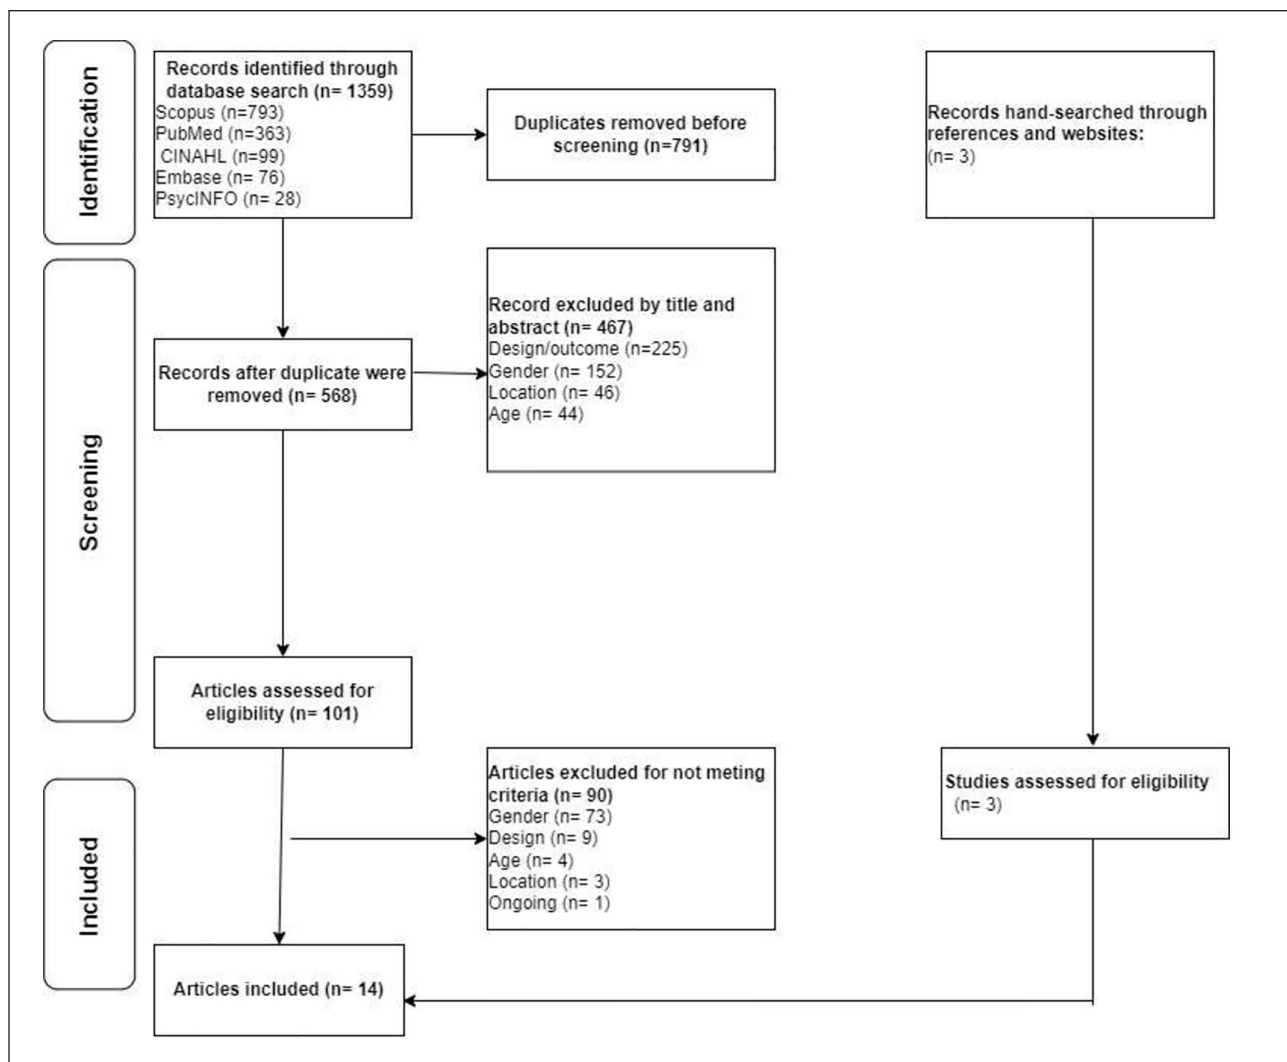 Identification
Records identified through
database search (n= 1359)
Scopus (n=793)
PubMed (n=363)
CINAHL (n=99)
Embase (n= 76)
PsycINFO (n= 28)
Duplicates removed before
screening (n=791)
Records hand-searched through
references and websites:
(n= 3)
Screening
Records after duplicate were
removed (n= 568)
Record excluded by title and
abstract (n= 467)
Design/outcome (n=225)
Gender (n= 152)
Location (n= 46)
Age (n= 44)
Articles assessed for
eligibility (n= 101)
Included
Articles excluded for not meting
criteria (n= 90)
Gender (n= 73)
Design (n= 9)
Age (n= 4)
Location (n= 3)
Ongoing (n= 1)
Studies assessed for eligibility
(n= 3)
Articles included (n= 14)